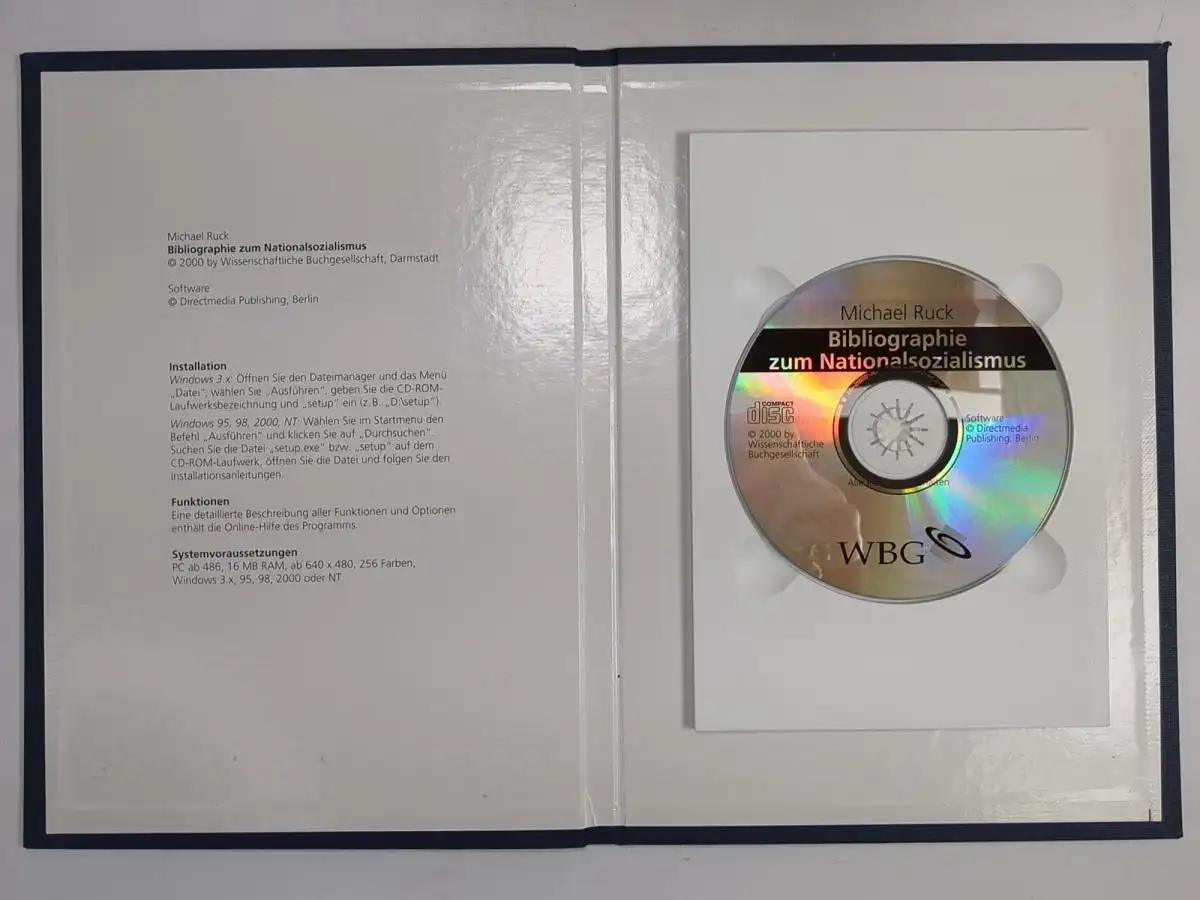 Michael Ruck
Bibliographie zum Nationalsozialismus
© 2000 by Wissenschaftliche Buchgesellschaft, Darmstadt
Software
© Directmedia Publishing, Berlin
Installation
Windows 3.x: Öffnen Sie den Dateimanager und das Menü
„Datei“, wählen Sie „Ausführen“, geben Sie die CD-ROM-
Laufwerksbezeichnung und „setup“ ein (z.B. „D:\setup“).
Windows 95, 98, 2000, NT: Wählen Sie im Startmenü den
Befehl „Ausführen“ und klicken Sie auf „Durchsuchen“.
Suchen Sie die Datei „setup.exe“ bzw. „setup“ auf dem
CD-ROM-Laufwerk, öffnen Sie die Datei und folgen Sie den
Installationsanleitungen.
Funktionen
Eine detaillierte Beschreibung aller Funktionen und Optionen
enthält die Online-Hilfe des Programms.
Systemvoraussetzungen
PC ab 486, 16 MB RAM, ab 640 x 480, 256 Farben,
Windows 3.x, 95, 98, 2000 oder NT
Michael Ruck
Bibliographie
zum Nationalsozialismus
COMPACT
disc
© 2000 by
Wissenschaftliche
Buchgesellschaft
Software
© Directmedia
Publishing, Berlin
WBG